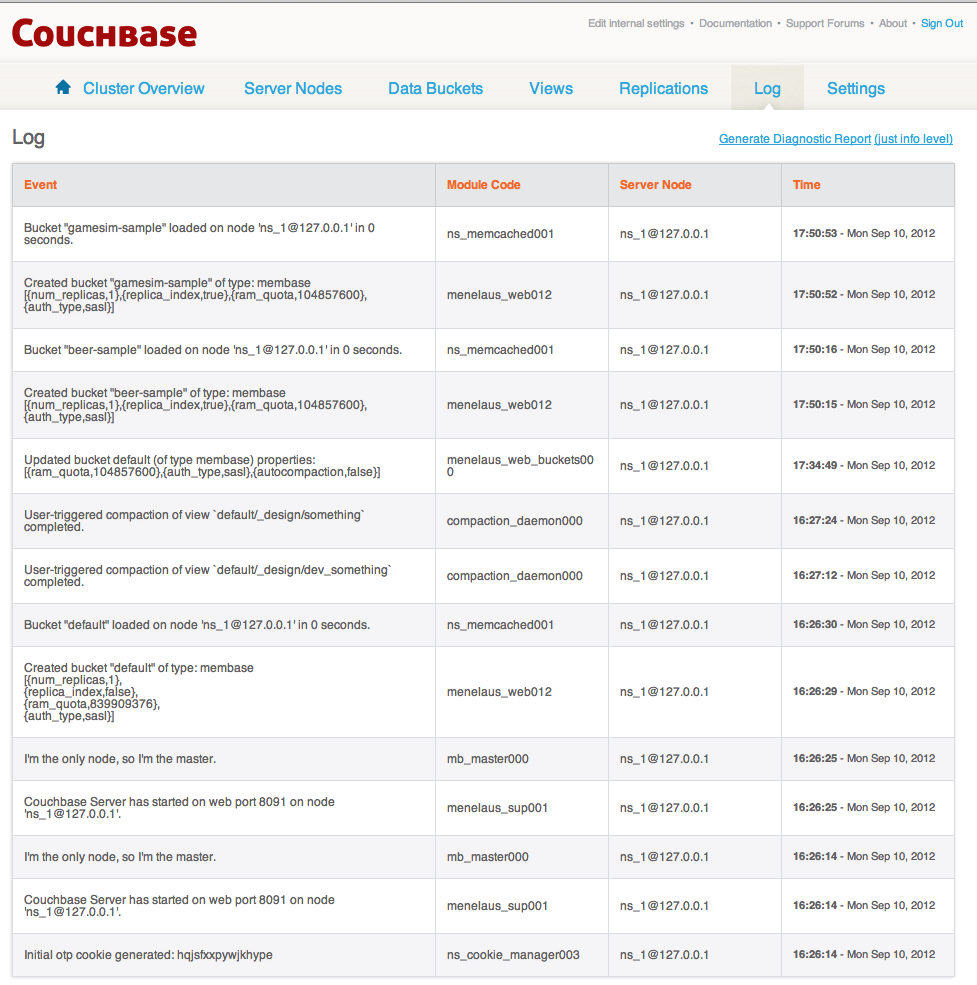 Couchbase
Edit internal settings • Documentation • Support Forums • About • Sign Out
Cluster Overview Server Nodes Data Buckets Views Replications Log Settings
Log
Generate Diagnostic Report (just info level)
Event Module Code Server Node Time
Bucket "gamesim-sample" loaded on node 'ns_1@127.0.0.1' in 0
seconds.
ns_memcached001 ns_1@127.0.0.1 17:50:53 - Mon Sep 10, 2012
Created bucket "gamesim-sample" of type: membase
[{num_replicas,1},{replica_index,true},{ram_quota,104857600},
{auth_type,sasl}]
menelaus_web012 ns_1@127.0.0.1 17:50:52 - Mon Sep 10, 2012
Bucket "beer-sample" loaded on node 'ns_1@127.0.0.1' in 0 seconds. ns_memcached001 ns_1@127.0.0.1 17:50:16 - Mon Sep 10, 2012
Created bucket "beer-sample" of type: membase
[{num_replicas,1},{replica_index,true},{ram_quota,104857600},
{auth_type,sasl}]
menelaus_web012 ns_1@127.0.0.1 17:50:15 - Mon Sep 10, 2012
Updated bucket default (of type membase) properties:
[{ram_quota,104857600},{auth_type,sasl},{autocompaction,false}]
menelaus_web_buckets00
0
ns_1@127.0.0.1 17:34:49 - Mon Sep 10, 2012
User-triggered compaction of view `default/_design/something`
completed.
compaction_daemon000 ns_1@127.0.0.1 16:27:24 - Mon Sep 10, 2012
User-triggered compaction of view `default/_design/dev_something`
completed.
compaction_daemon000 ns_1@127.0.0.1 16:27:12 - Mon Sep 10, 2012
Bucket "default" loaded on node 'ns_1@127.0.0.1' in 0 seconds. ns_memcached001 ns_1@127.0.0.1 16:26:30 - Mon Sep 10, 2012
Created bucket "default" of type: membase
[{num_replicas,1},
{replica_index,false},
{ram_quota,839909376},
{auth_type,sasl}]
menelaus_web012 ns_1@127.0.0.1 16:26:29 - Mon Sep 10, 2012
I'm the only node, so I'm the master. mb_master000 ns_1@127.0.0.1 16:26:25 - Mon Sep 10, 2012
Couchbase Server has started on web port 8091 on node
'ns_1@127.0.0.1'.
menelaus_sup001 ns_1@127.0.0.1 16:26:25 - Mon Sep 10, 2012
I'm the only node, so I'm the master. mb_master000 ns_1@127.0.0.1 16:26:14 - Mon Sep 10, 2012
Couchbase Server has started on web port 8091 on node
'ns_1@127.0.0.1'.
menelaus_sup001 ns_1@127.0.0.1 16:26:14 - Mon Sep 10, 2012
Initial otp cookie generated: hqjsfxxpywjkhype ns_cookie_manager003 ns_1@127.0.0.1 16:26:14 - Mon Sep 10, 2012